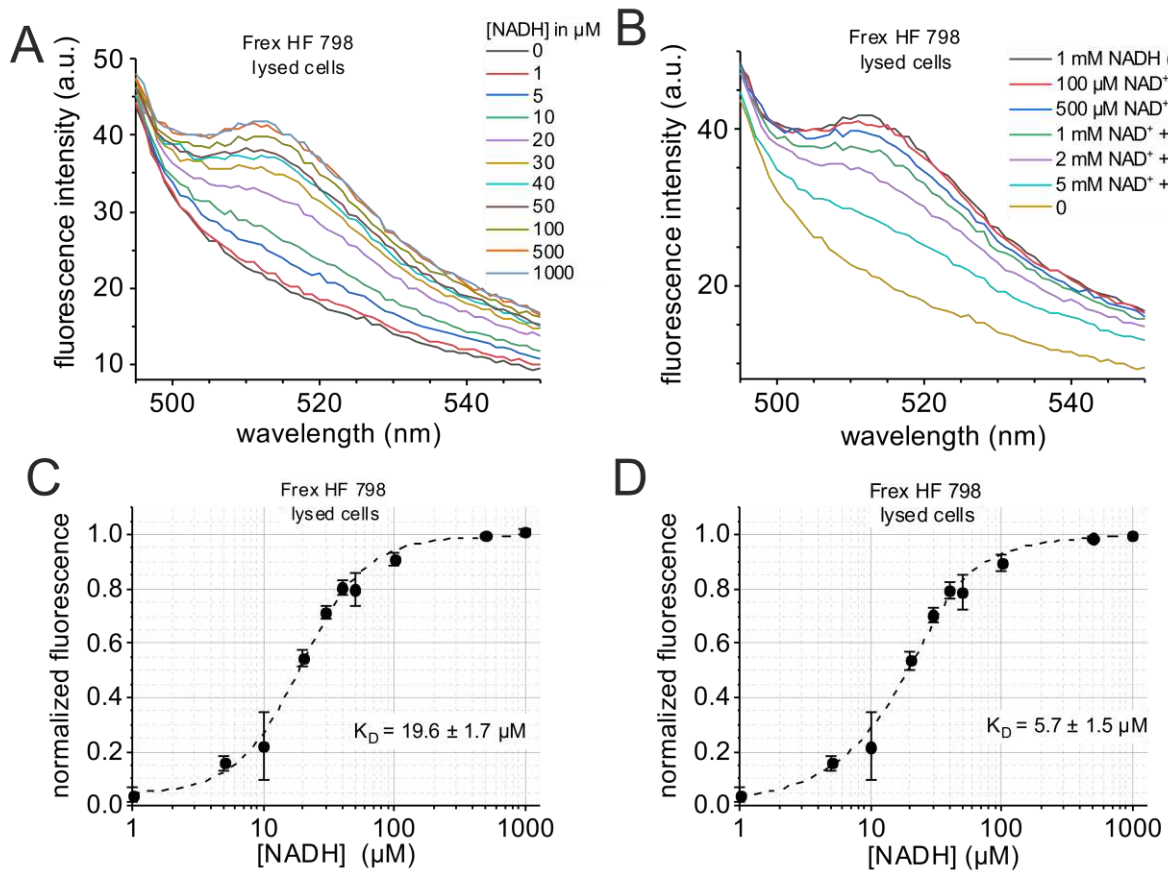 A
Frex HF 798
lysed cells
[NADH] in µM
0
1
5
10
20
30
40
50
100
500
1000
50
40
30
20
10
fluorescence intensity (a.u.)
500
520
540
wavelength (nm)
B
Frex HF 798
lysed cells
1 mM NADH (
100 µM NAD⁺
500 µM NAD⁺
1 mM NAD⁺ +
2 mM NAD⁺ +
5 mM NAD⁺ +
0
40
20
fluorescence intensity (a.u.)
500
520
540
wavelength (nm)
C
Frex HF 798
lysed cells
1.0
0.8
0.6
0.4
0.2
0.0
normalized fluorescence
K_D = 19.6 ± 1.7 µM
1
10
100
1000
[NADH] (µM)
D
Frex HF 798
lysed cells
1.0
0.8
0.6
0.4
0.2
0.0
normalized fluorescence
K_D = 5.7 ± 1.5 µM
1
10
100
1000
[NADH] (µM)